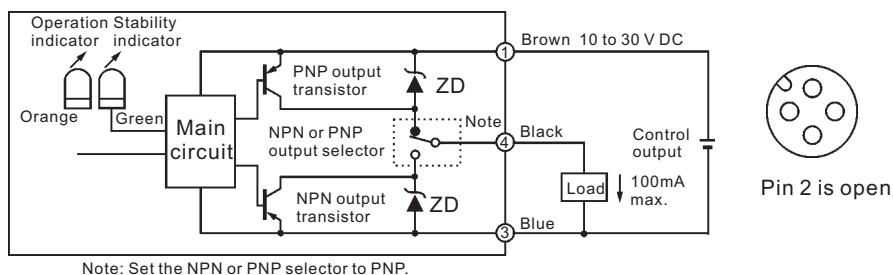 Operation Stability
indicator indicator
Orange
Green
Main
circuit
PNP output
transistor
ZD
NPN or PNP
output selector
Note
NPN output
transistor
ZD
1
Brown 10 to 30 V DC
4
Black
Control
output
Load
100mA
max.
3
Blue
Pin 2 is open
Note: Set the NPN or PNP selector to PNP.